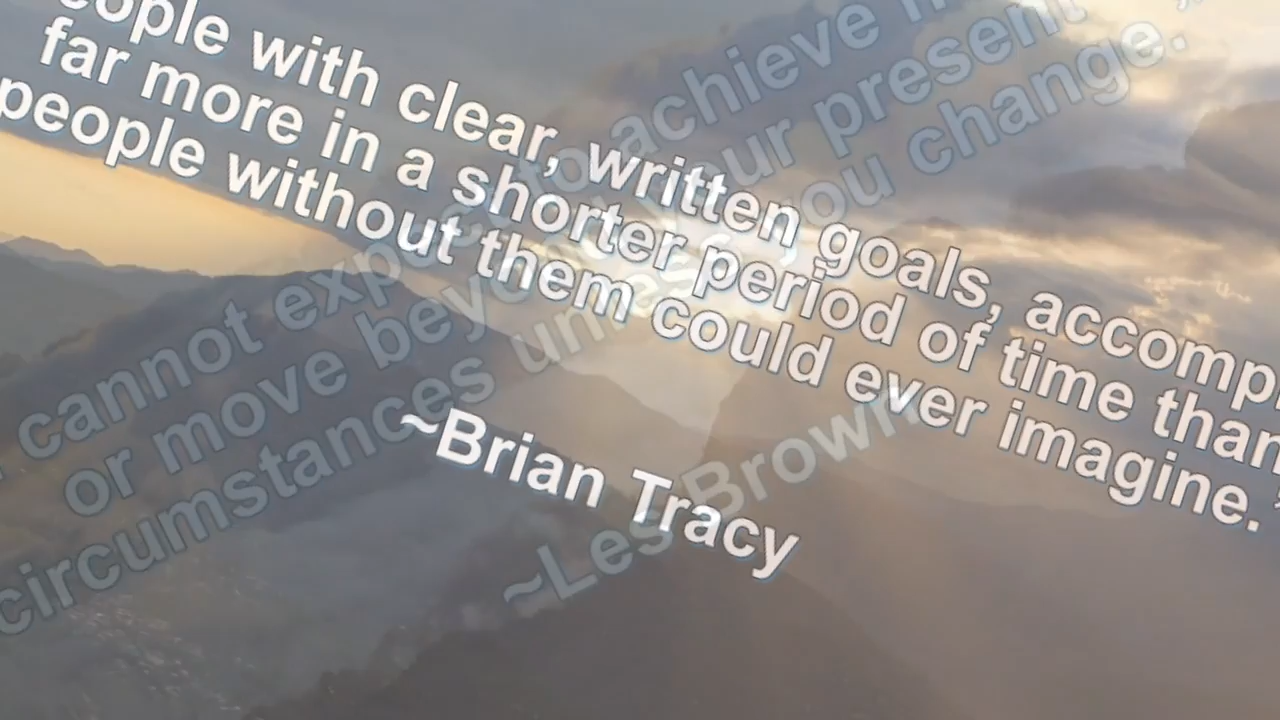 people with clear, written goals, accomp
far more in a shorter period of time than
people without them could ever imagine.
~Brian Tracy
cannot expect to achieve
or move beyond your present
circumstances unless you change.”
~Les Brown